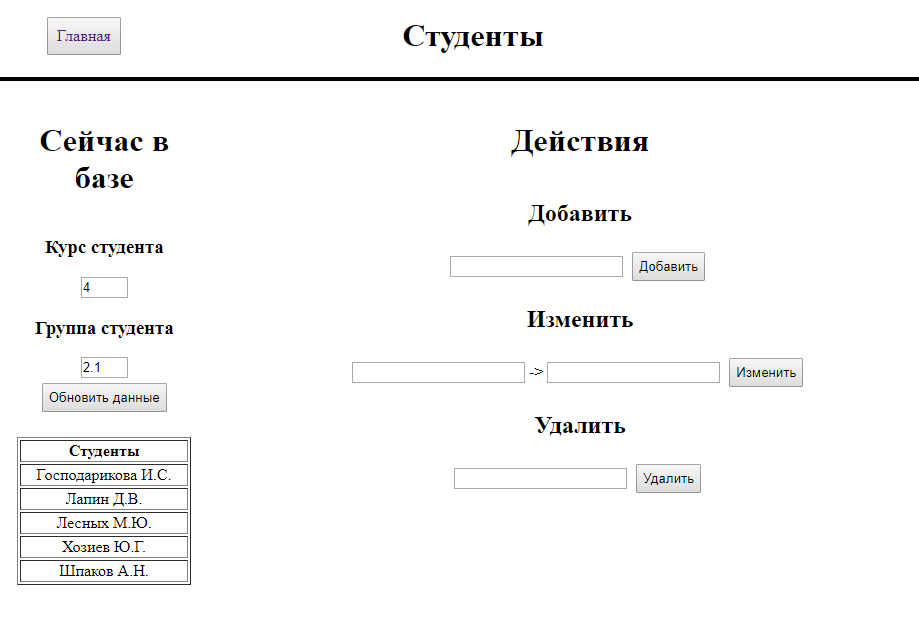 Главная
Студенты
Сейчас в
базе
Курс студента
4
Группа студента
2.1
Обновить данные
Студенты
Господарикова И.С.
Лапин Д.В.
Лесных М.Ю.
Хозиев Ю.Г.
Шпаков А.Н.
Действия
Добавить
Добавить
Изменить
-> Изменить
Удалить
Удалить